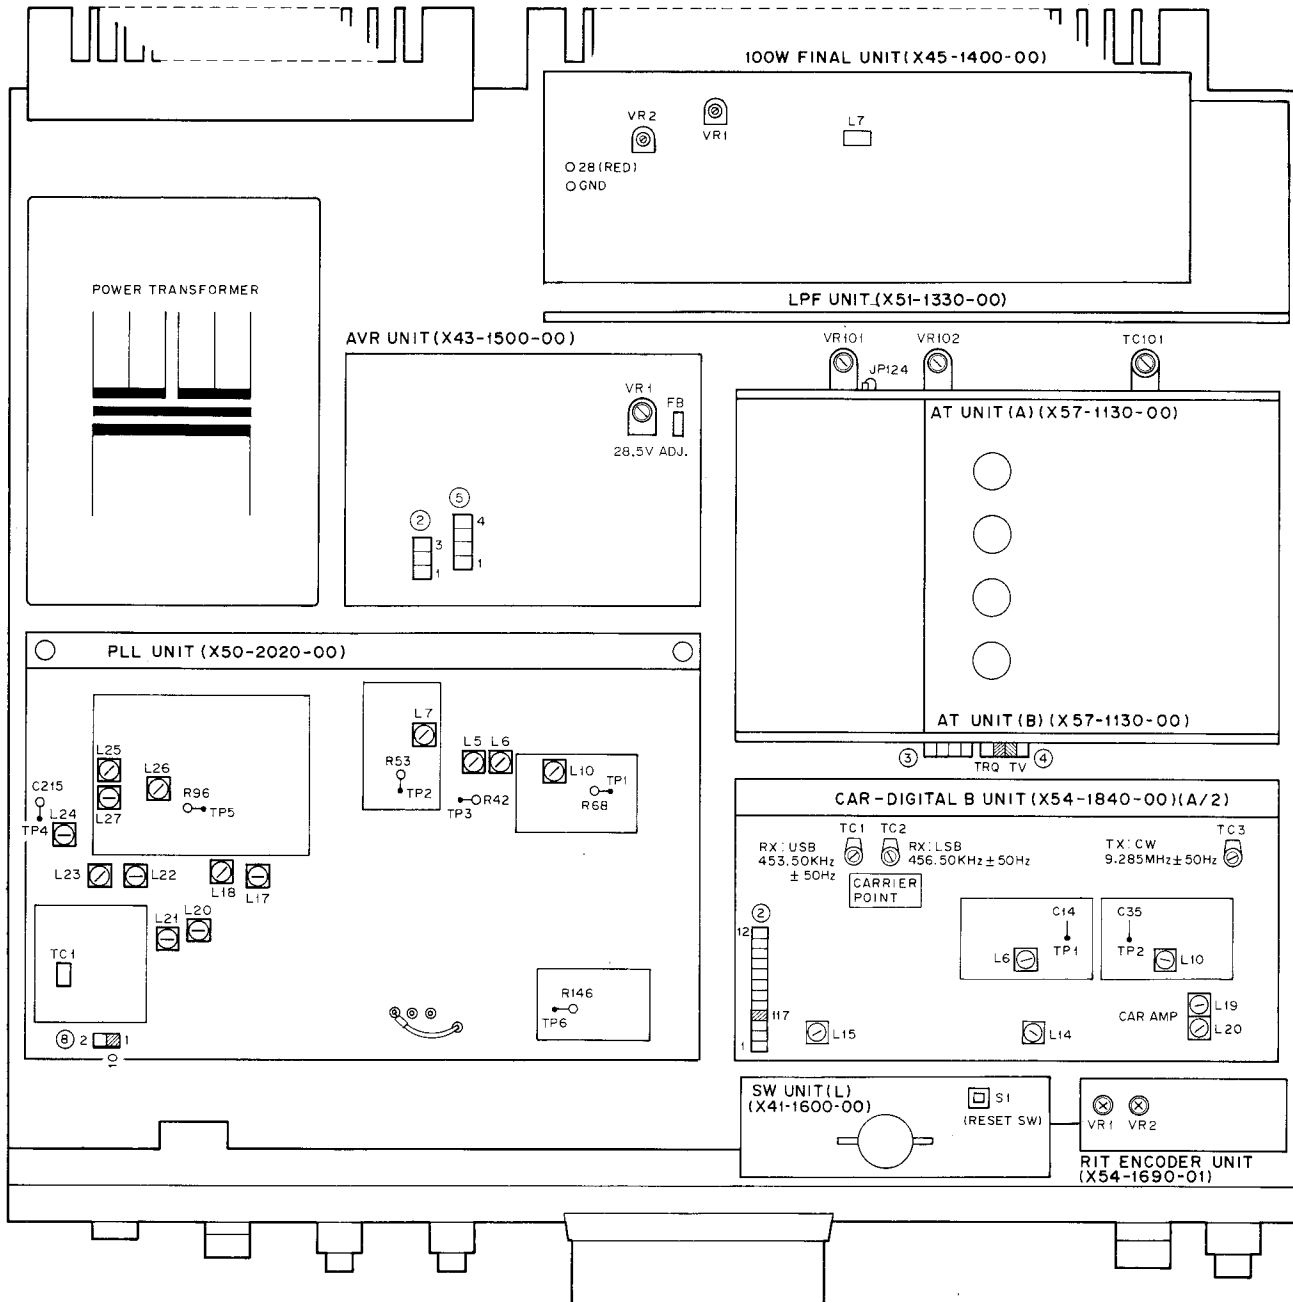 100W FINAL UNIT (X45-1400-00)
VR2
VR1
L7
28 (RED)
GND
POWER TRANSFORMER
LPF UNIT (X51-1330-00)
AVR UNIT (X43-1500-00)
VR101
VR102
TC101
JP124
VR1
FB
28.5V ADJ.
AT UNIT (A) (X57-1130-00)
5
2
4
3
1
1
PLL UNIT (X50-2020-00)
AT UNIT (B) (X57-1130-00)
3
TRQ TV
4
L7
L5 L6
L25
L26
R53
L10
TP1
C215
R96
TP2
R42
R68
TP5
TP3
L24
TP4
L27
L23
L22
L18
L17
L21
L20
TC1
R146
TP6
8
2
1
10
CAR-DIGITAL B UNIT (X54-1840-00)(A/2)
TC1
TC2
TC3
RX: USB
453.50KHz
± 50Hz
RX: LSB
456.50KHz ± 50Hz
TX: CW
9.285MHz ± 50Hz
CARRIER
POINT
2
12
117
1
C14
C35
L6
TP1
TP2
L10
CAR AMP
L19
L20
L15
L14
SW UNIT (L)
(X41-1600-00)
S1
(RESET SW)
VR1 VR2
RIT ENCODER UNIT
(X54-1690-01)